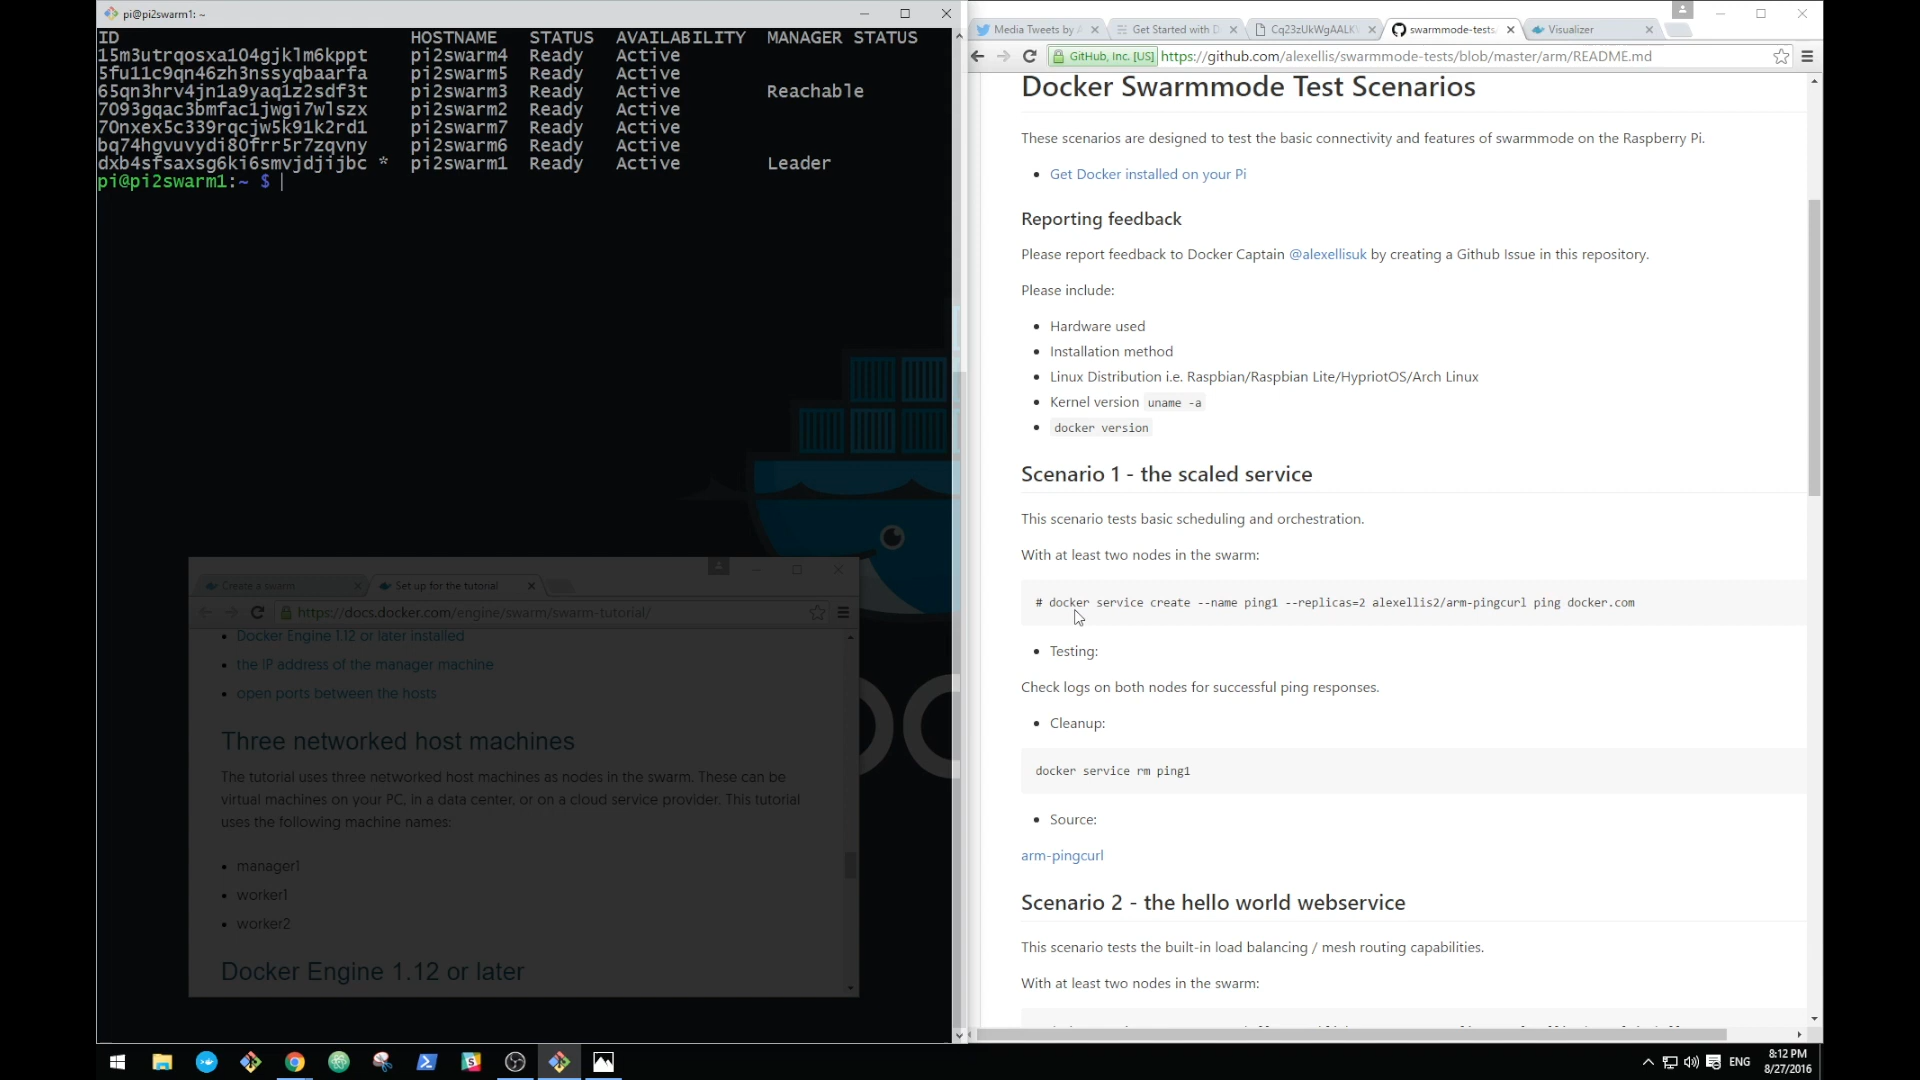 pi@pi2swarm1: ~
ID HOSTNAME STATUS AVAILABILITY MANAGER STATUS
15m3utrqosxa104gjklm6kppt pi2swarm4 Ready Active
5fu11c9qn46zh3nssyqbaarfa pi2swarm5 Ready Active
65qn3hrv4jn1a9yaq1z2sdf3t pi2swarm3 Ready Active Reachable
7093gqac3bmfac1jwgi7wlszx pi2swarm2 Ready Active
70nxex5c339rqcjw5k91k2rd1 pi2swarm7 Ready Active
bq74hgvuvydi80frr5r7zqvny pi2swarm6 Ready Active
dxb4sfsaxsg6ki6smvjdjijbc * pi2swarm1 Ready Active Leader
pi@pi2swarm1:~ $
Create a swarm
Set up for the tutorial
https://docs.docker.com/engine/swarm/swarm-tutorial/
• Docker Engine 1.12 or later installed
• the IP address of the manager machine
• open ports between the hosts
Three networked host machines
The tutorial uses three networked host machines as nodes in the swarm. These can be
virtual machines on your PC, in a data center, or on a cloud service provider. This tutorial
uses the following machine names:
• manager1
• worker1
• worker2
Docker Engine 1.12 or later
Media Tweets by
Get Started with D
Cq23zUkWgAALK
swarmmode-tests
Visualizer
GitHub, Inc. [US] https://github.com/alexellis/swarmmode-tests/blob/master/arm/README.md
Docker Swarmmode Test Scenarios
These scenarios are designed to test the basic connectivity and features of swarmmode on the Raspberry Pi.
• Get Docker installed on your Pi
Reporting feedback
Please report feedback to Docker Captain @alexellisuk by creating a Github Issue in this repository.
Please include:
• Hardware used
• Installation method
• Linux Distribution i.e. Raspbian/Raspbian Lite/HypriotOS/Arch Linux
• Kernel version uname -a
• docker version
Scenario 1 - the scaled service
This scenario tests basic scheduling and orchestration.
With at least two nodes in the swarm:
# docker service create --name ping1 --replicas=2 alexellis2/arm-pingcurl ping docker.com
• Testing:
Check logs on both nodes for successful ping responses.
• Cleanup:
docker service rm ping1
• Source:
arm-pingcurl
Scenario 2 - the hello world webservice
This scenario tests the built-in load balancing / mesh routing capabilities.
With at least two nodes in the swarm:
ENG
8:12 PM
8/27/2016